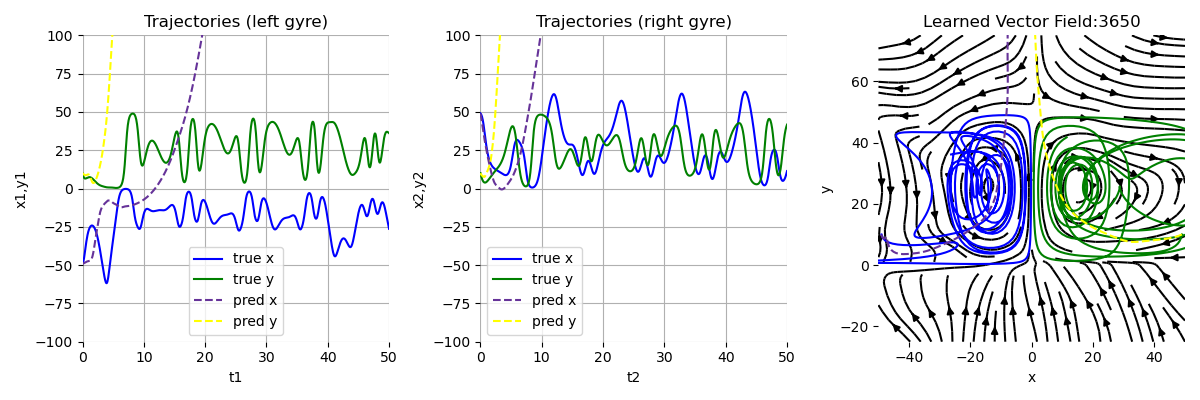 Trajectories (left gyre)
100
75
50
25
0
−25
−50
−75
−100
x1,y1
0 10 20 30 40 50
t1
true x
true y
pred x
pred y
Trajectories (right gyre)
100
75
50
25
0
−25
−50
−75
−100
x2,y2
0 10 20 30 40 50
t2
true x
true y
pred x
pred y
Learned Vector Field:3650
60
40
20
0
−20
y
−40 −20 0 20 40
x